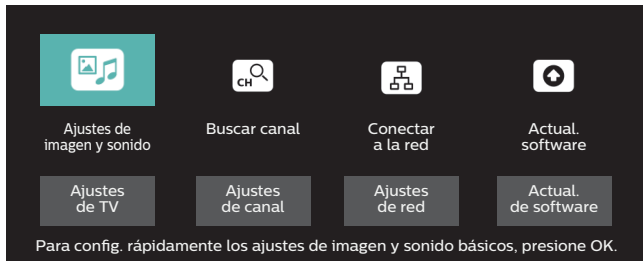 CH
Ajustes de
imagen y sonido
Buscar canal
Conectar
a la red
Actual.
software
Ajustes
de TV
Ajustes
de canal
Ajustes
de red
Actual.
de software
Para config. rápidamente los ajustes de imagen y sonido básicos, presione OK.